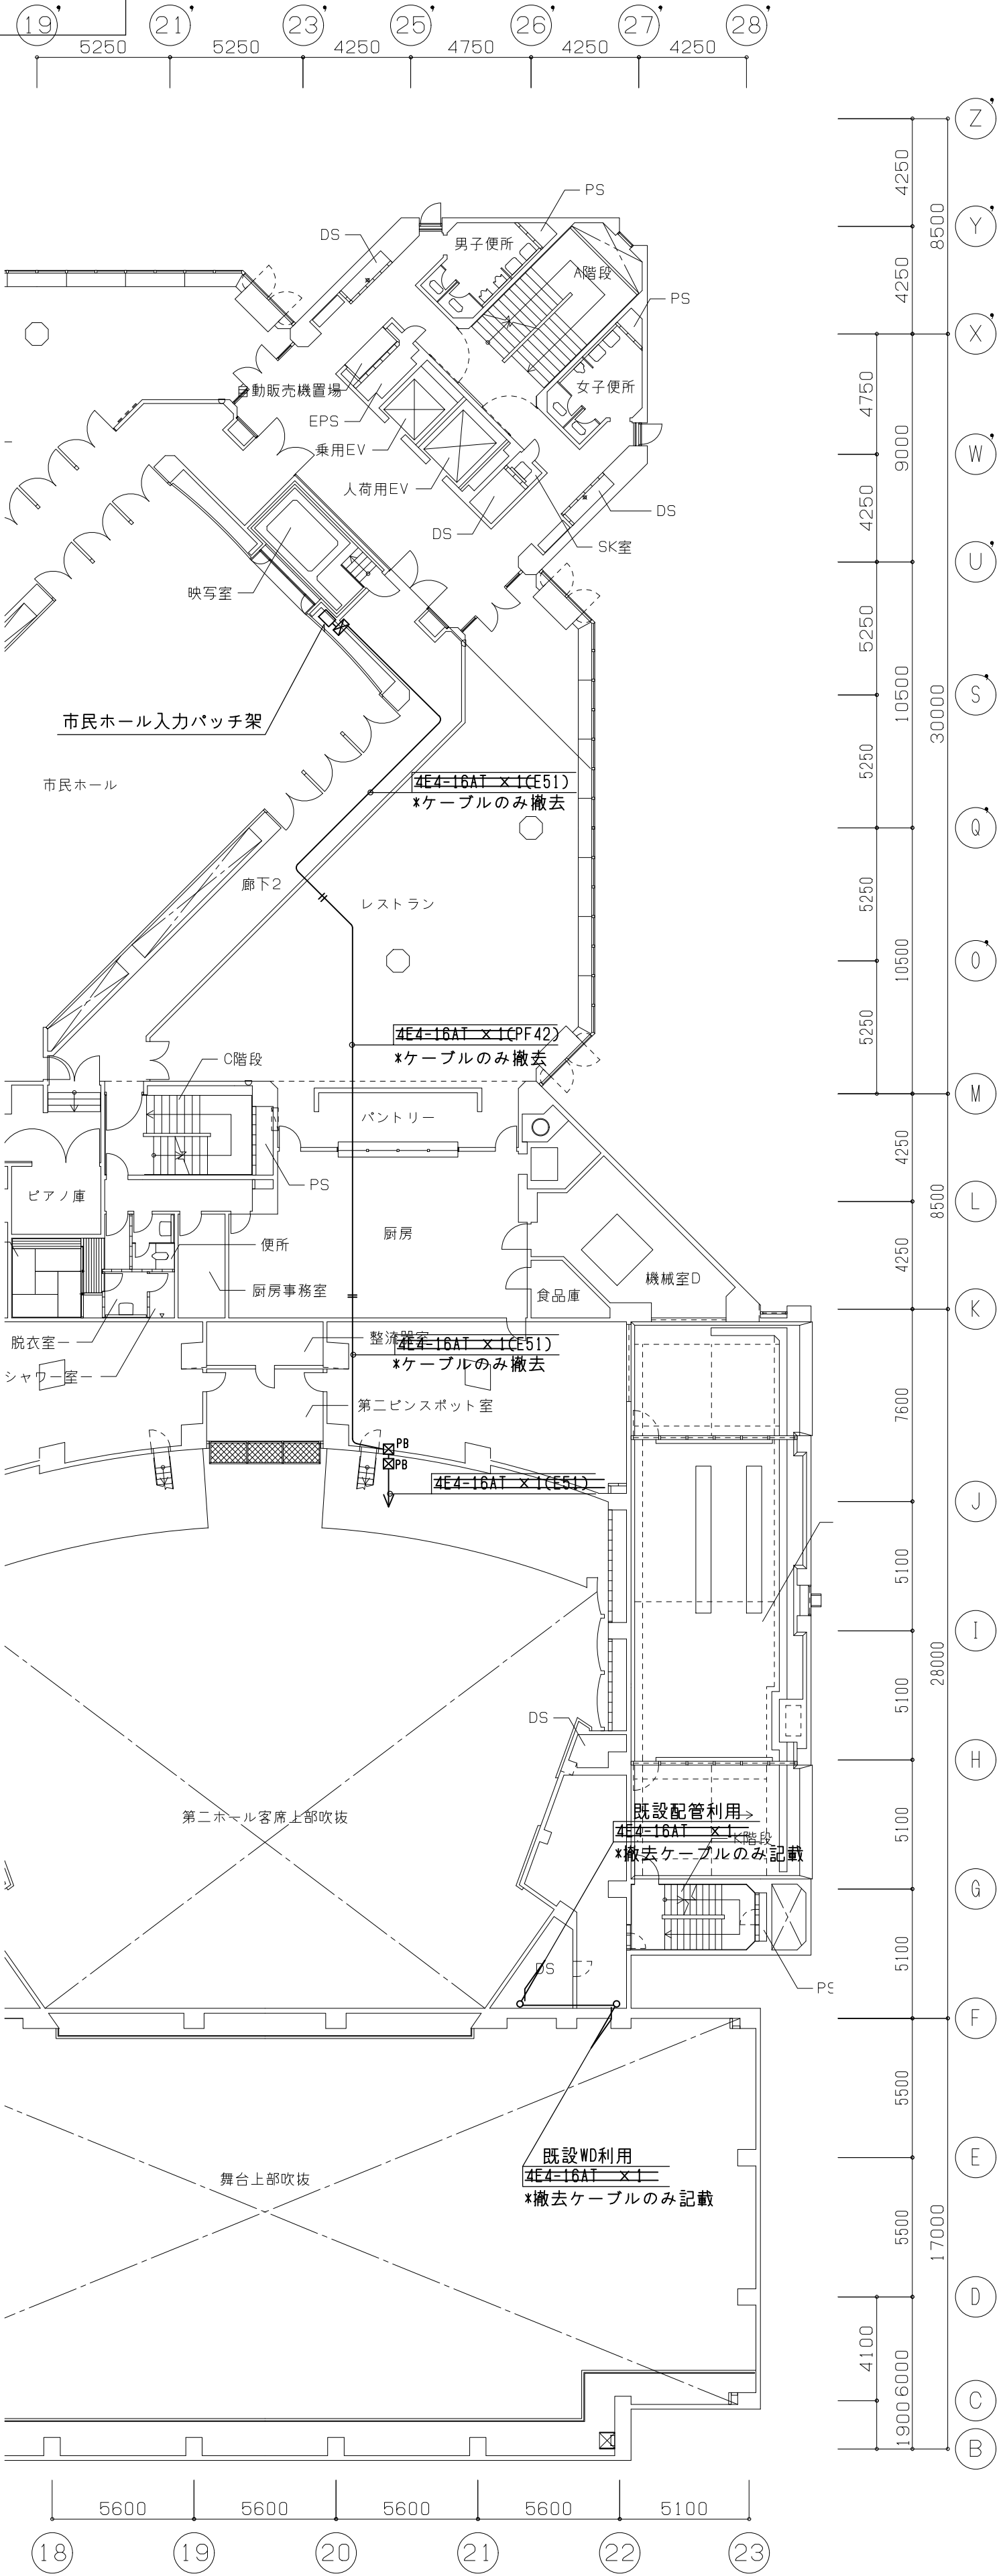 19' 21' 23' 25' 26' 27' 28'
5250 5250 4250 4750 4250 4250
Z'
4250
8500
Y'
4250
X'
4750
9000
W'
4250
U'
5250
10500
30000
S'
5250
Q'
5250
10500
O'
5250
M
4250
8500
L
4250
K
7600
J
5100
I
28000
5100
H
5100
G
5100
F
5500
E
17000
5500
D
4100
6000
C
1900
B
PS
DS
男子便所
A階段
PS
自動販売機置場
女子便所
EPS
乗用EV
人荷用EV
DS
DS
SK室
映写室
市民ホール入力パッチ架
市民ホール
4E4-16AT ×1(E51)
*ケーブルのみ撤去
廊下2
レストラン
4E4-16AT ×1(PF42)
*ケーブルのみ撤去
C階段
パントリー
PS
ピアノ庫
厨房
便所
機械室D
厨房事務室
食品庫
脱衣室
整流器室
4E4-16AT ×1(E51)
*ケーブルのみ撤去
シャワー室
第二ピンスポット室
PB
PB
4E4-16AT ×1(E51)
DS
第二ホール客席上部吹抜
既設配管利用
4E4-16AT ×1
K階段
*撤去ケーブルのみ記載
DS
PS
既設WD利用
4E4-16AT ×1
*撤去ケーブルのみ記載
舞台上部吹抜
5600 5600 5600 5600 5100
18 19 20 21 22 23